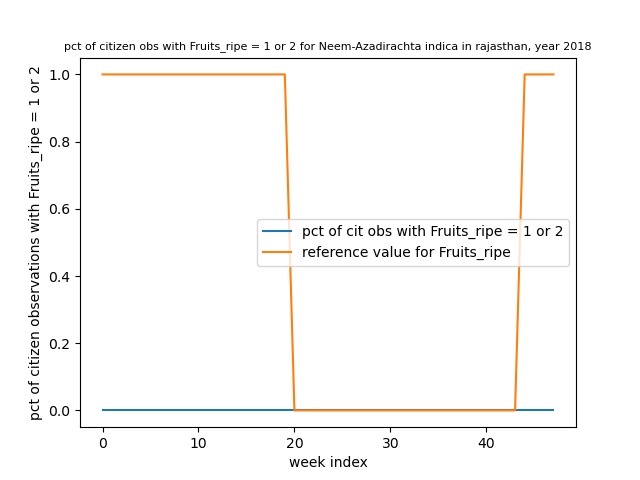 pct of citizen obs with Fruits_ripe = 1 or 2 for Neem-Azadirachta indica in rajasthan, year 2018
pct of citizen observations with Fruits_ripe = 1 or 2
1.0
0.8
0.6
0.4
0.2
0.0
pct of cit obs with Fruits_ripe = 1 or 2
reference value for Fruits_ripe
0 10 20 30 40
week index